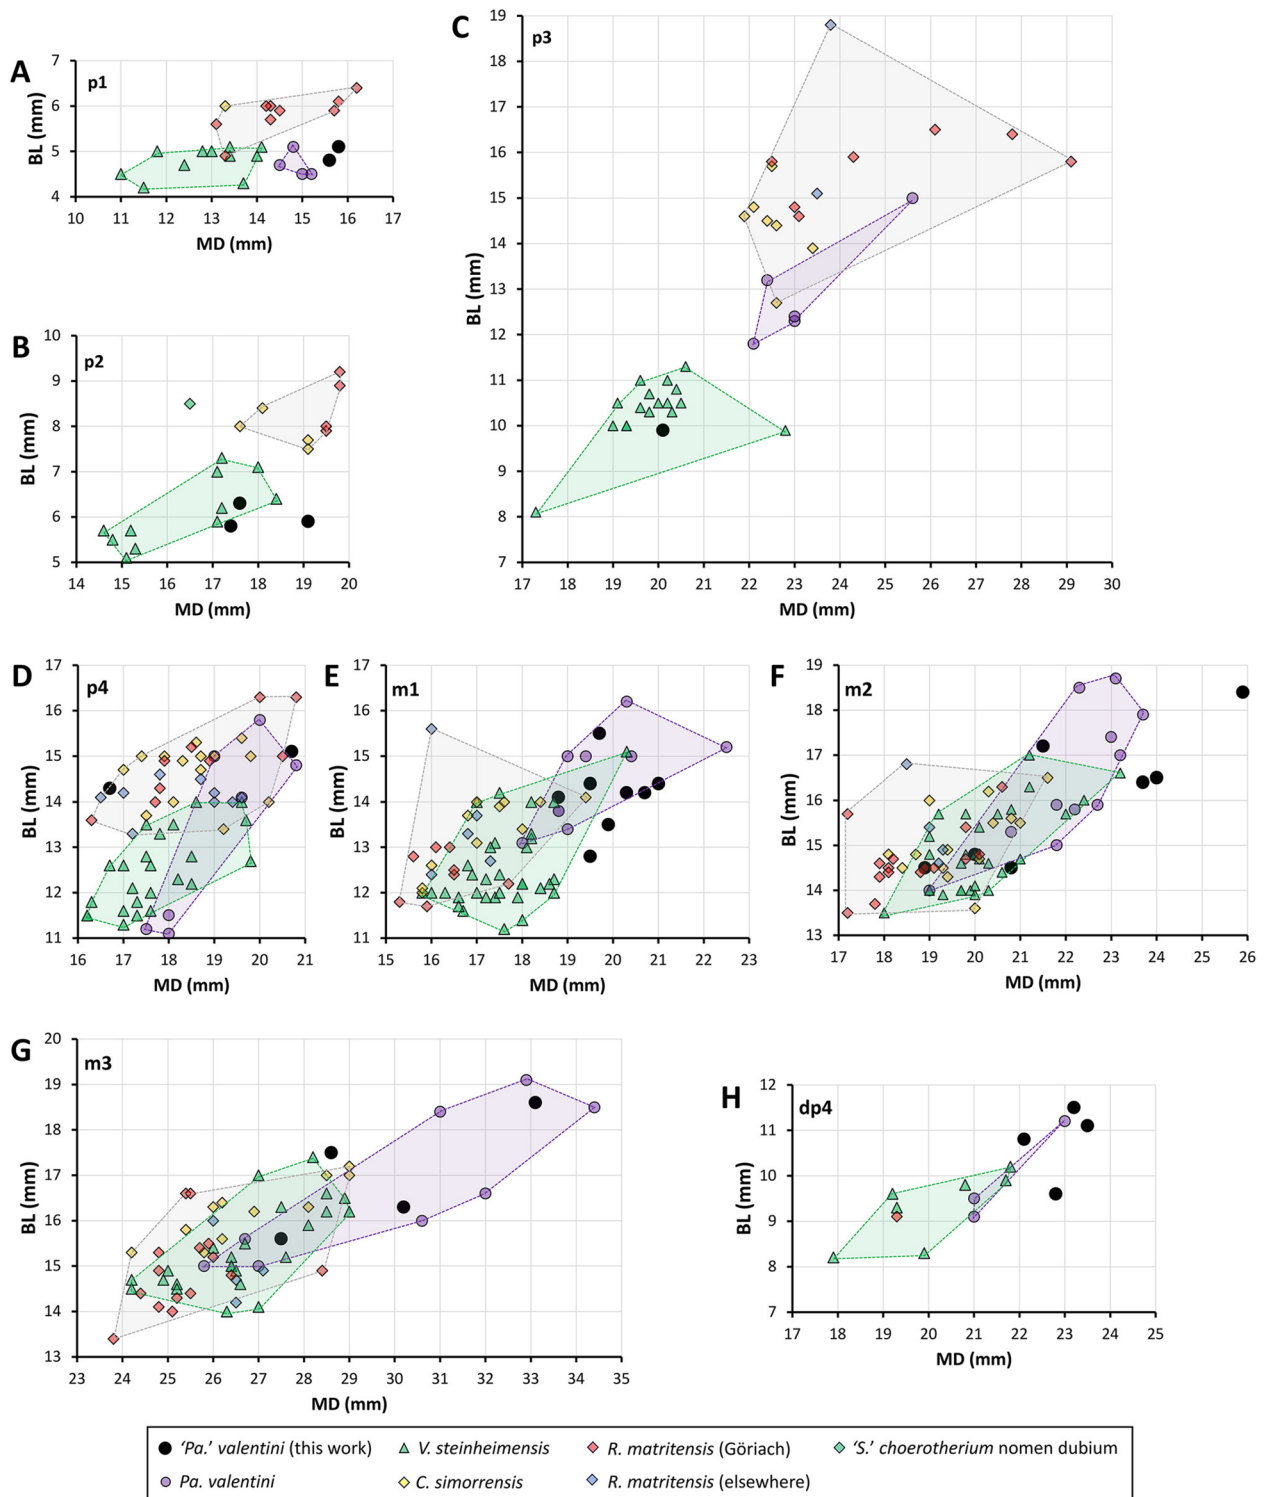 A
p1
BL (mm)
7
6
5
4
10 11 12 13 14 15 16 17
MD (mm)
B
p2
BL (mm)
10
9
8
7
6
5
14 15 16 17 18 19 20
MD (mm)
C
p3
BL (mm)
19
18
17
16
15
14
13
12
11
10
9
8
7
17 18 19 20 21 22 23 24 25 26 27 28 29 30
MD (mm)
D
p4
BL (mm)
17
16
15
14
13
12
11
16 17 18 19 20 21
MD (mm)
E
m1
BL (mm)
17
16
15
14
13
12
11
15 16 17 18 19 20 21 22 23
MD (mm)
F
m2
BL (mm)
19
18
17
16
15
14
13
17 18 19 20 21 22 23 24 25 26
MD (mm)
G
m3
BL (mm)
20
19
18
17
16
15
14
13
23 24 25 26 27 28 29 30 31 32 33 34 35
MD (mm)
H
dp4
BL (mm)
12
11
10
9
8
7
17 18 19 20 21 22 23 24 25
MD (mm)
‘Pa.’ valentini (this work) V. steinheimensis R. matritensis (Göriach) ‘S.’ choerotherium nomen dubium
Pa. valentini C. simorrensis R. matritensis (elsewhere)